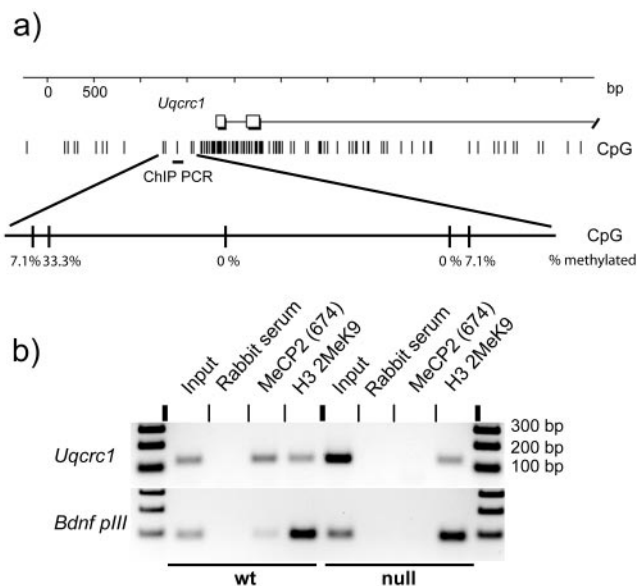 a)
0 500 bp
Uqcrc1
CpG
ChIP PCR
CpG
7.1% 33.3% 0 % 0 % 7.1% % methylated
b)
Input Rabbit serum MeCP2 (674) H3 2MeK9 Input Rabbit serum MeCP2 (674) H3 2MeK9
300 bp
Uqcrc1 200 bp
100 bp
Bdnf pIII
wt null